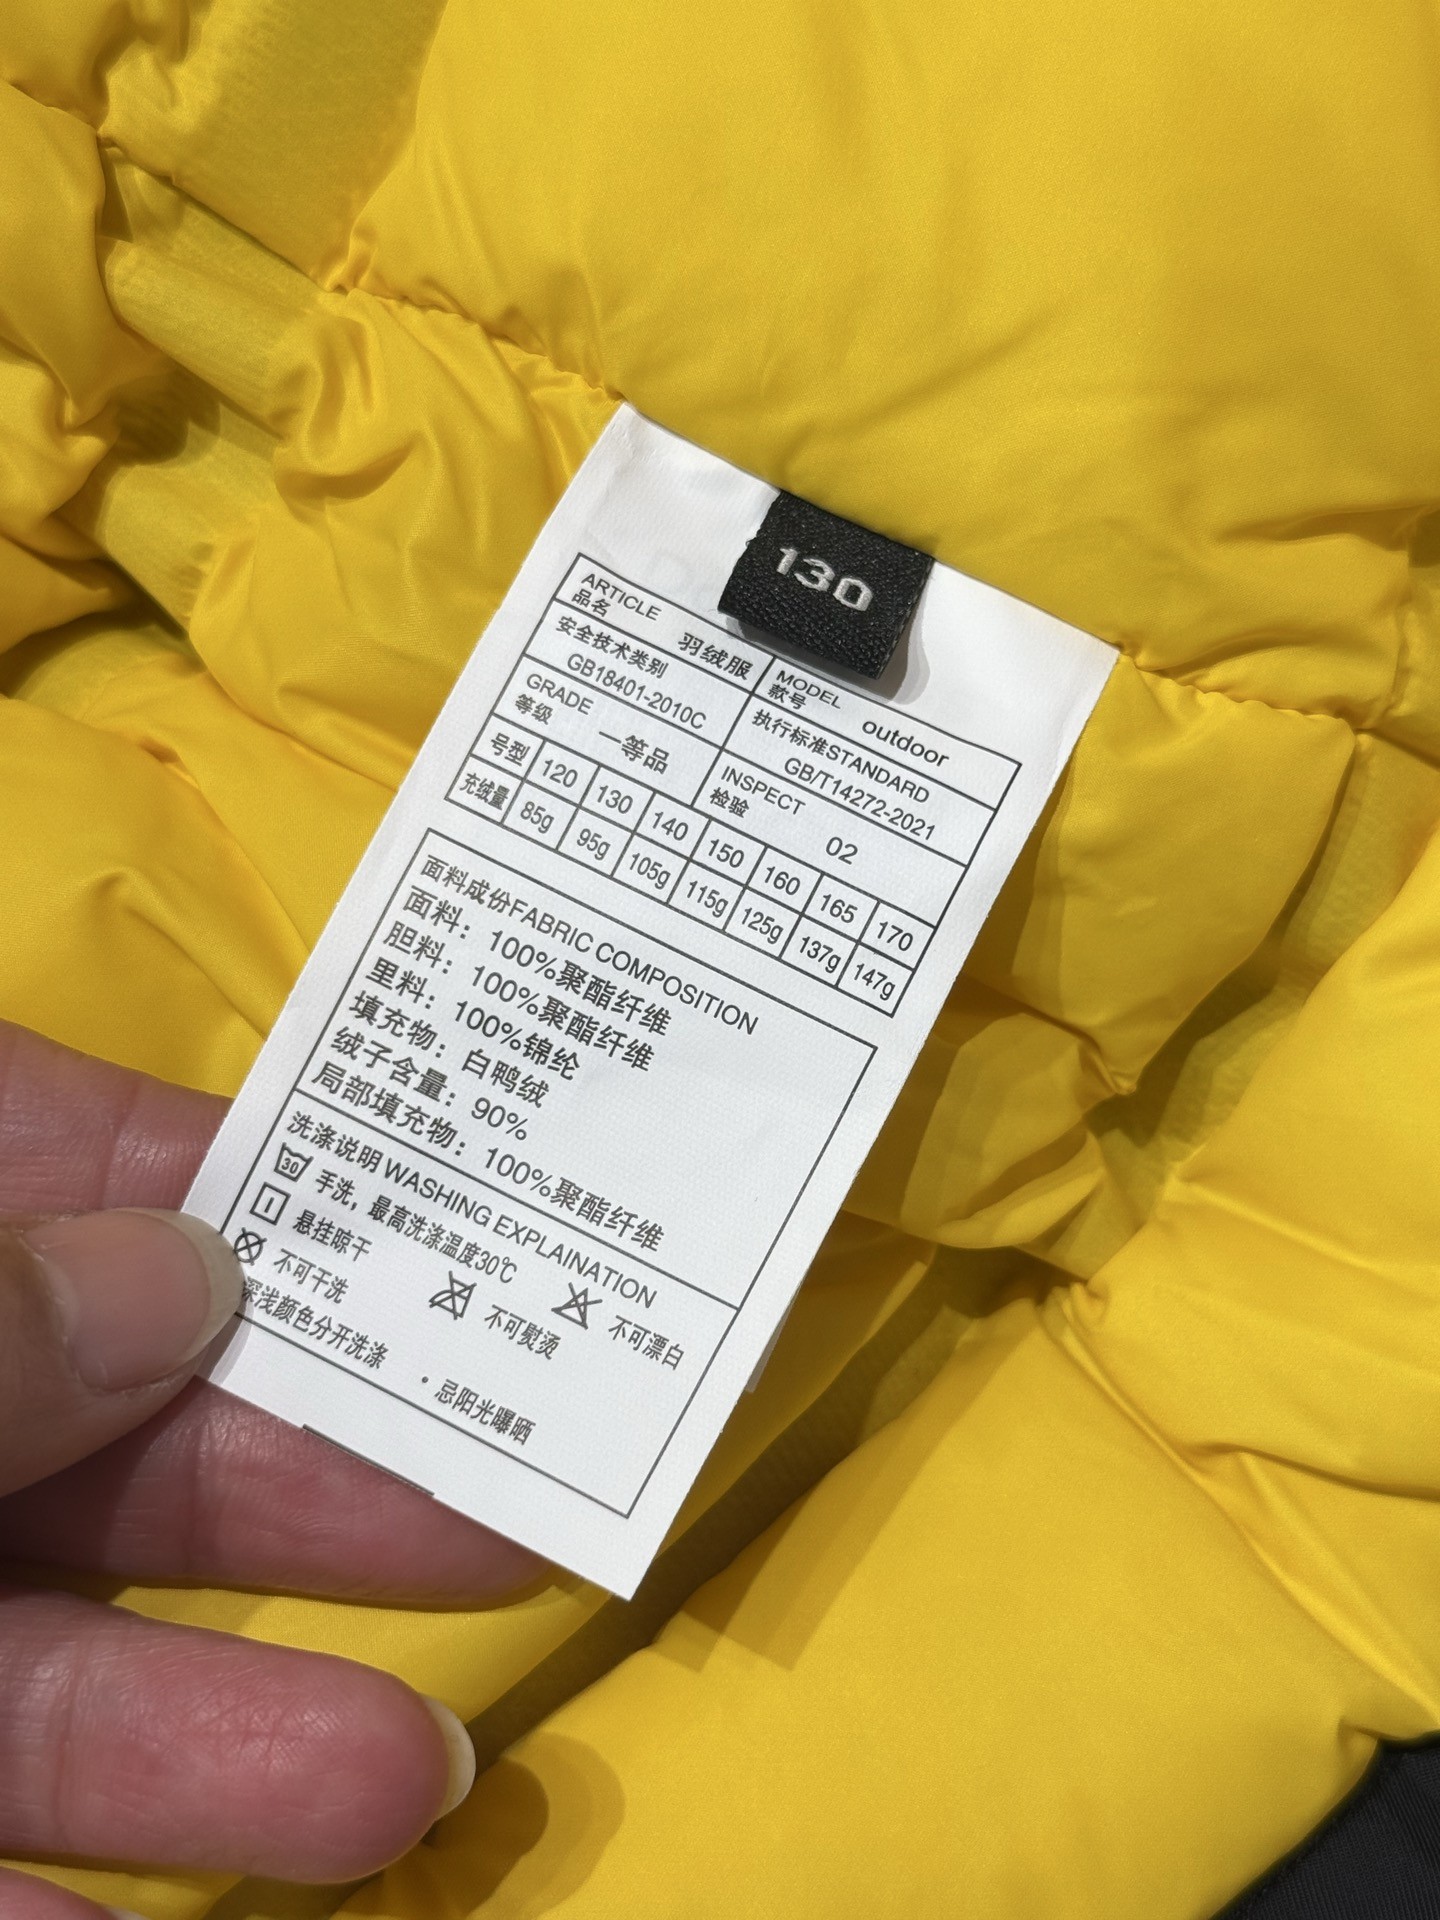 130
ARTICLE
品名 羽绒服
MODEL
款号 outdoor
安全技术类别
GB18401-2010C
执行标准STANDARD
GB/T14272-2021
GRADE
等级 一等品
INSPECT
检验 02
号型 120 130 140 150 160 165 170
充绒量 85g 95g 105g 115g 125g 137g 147g
面料成份FABRIC COMPOSITION
面料：100%聚酯纤维
胆料：100%聚酯纤维
里料：100%锦纶
填充物：白鸭绒
绒子含量：90%
局部填充物：100%聚酯纤维
洗涤说明WASHING EXPLAINATION
30 手洗，最高洗涤温度30℃
悬挂晾干 不可熨烫 不可漂白
不可干洗
深浅颜色分开洗涤 ·忌阳光曝晒